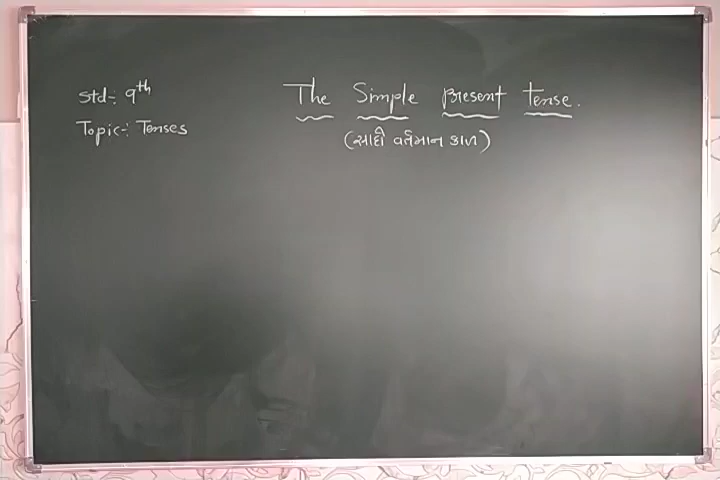 Std-: 9th
Topic-: Tenses
The Simple Present Tense.
(સાદો વર્તમાન કાળ)